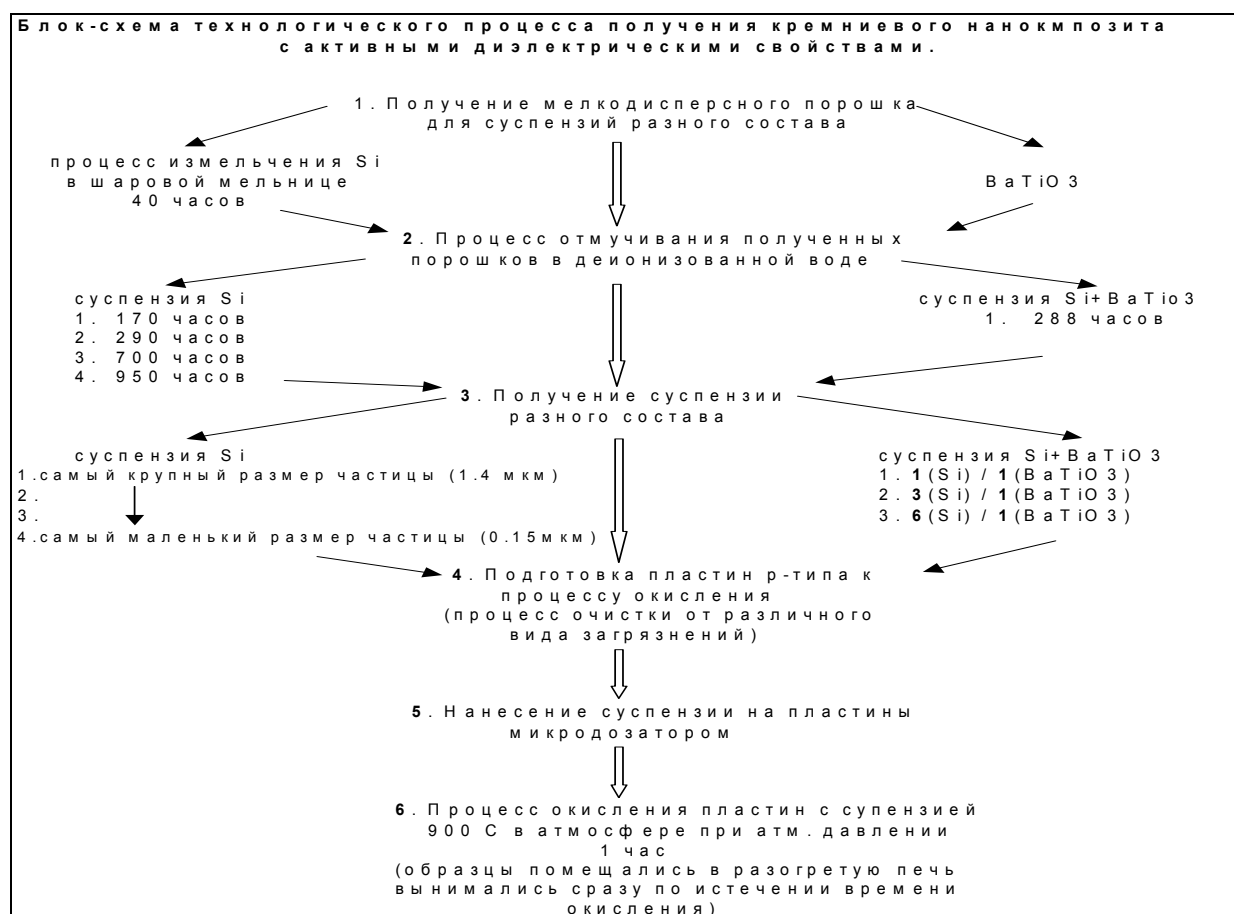 Блок-схема технологического процесса получения кремниевого нанокмпозита
с активными диэлектрическими свойствами.
1. Получение мелкодисперсного порошка
для суспензий разного состава
процесс измельчения Si
в шаровой мельнице
40 часов
BaTiO3
2. Процесс отмучивания полученных
порошков в деионизованной воде
суспензия Si
1. 170 часов
2. 290 часов
3. 700 часов
4. 950 часов
суспензия Si+BaTio3
1. 288 часов
3. Получение суспензии
разного состава
суспензия Si
1.самый крупный размер частицы (1.4 мкм)
2.
3.
4.самый маленький размер частицы (0.15мкм)
суспензия Si+BaTiO3
1. 1(Si) / 1(BaTiO3)
2. 3(Si) / 1(BaTiO3)
3. 6(Si) / 1(BaTiO3)
4. Подготовка пластин p-типа к
процессу окисления
(процесс очистки от различного
вида загрязнений)
5. Нанесение суспензии на пластины
микродозатором
6. Процесс окисления пластин с супензией
900 С в атмосфере при атм. давлении
1 час
(образцы помещались в разогретую печь
вынимались сразу по истечении времени
окисления)